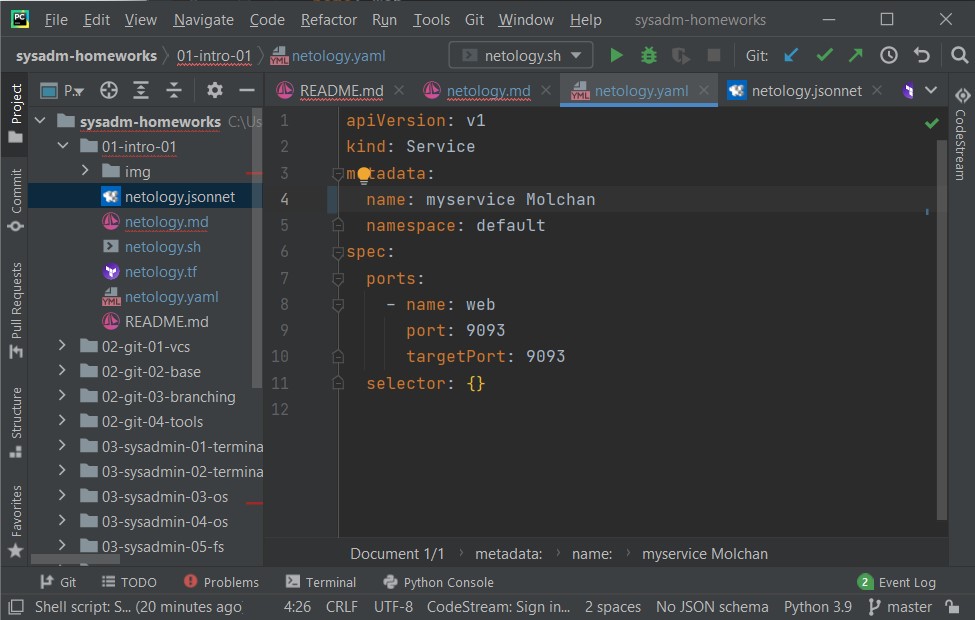 PC File Edit View Navigate Code Refactor Run Tools Git Window Help sysadm-homeworks
sysadm-homeworks 01-intro-01 YML netology.yaml netology.sh Git:
P... README.md netology.md YML netology.yaml netology.jsonnet
Project
Commit
Pull Requests
Structure
Favorites
sysadm-homeworks C:\Us
01-intro-01
img
netology.jsonnet
netology.md
netology.sh
netology.tf
YML netology.yaml
README.md
02-git-01-vcs
02-git-02-base
02-git-03-branching
02-git-04-tools
03-sysadmin-01-termina
03-sysadmin-02-termina
03-sysadmin-03-os
03-sysadmin-04-os
03-sysadmin-05-fs
1 apiVersion: v1
2 kind: Service
3 metadata:
4 name: myservice Molchan
5 namespace: default
6 spec:
7 ports:
8 - name: web
9 port: 9093
10 targetPort: 9093
11 selector: {}
12
CodeStream
Document 1/1 › metadata: › name: › myservice Molchan
Git TODO Problems Terminal Python Console 2 Event Log
Shell script: S... (20 minutes ago) 4:26 CRLF UTF-8 CodeStream: Sign in... 2 spaces No JSON schema Python 3.9 master